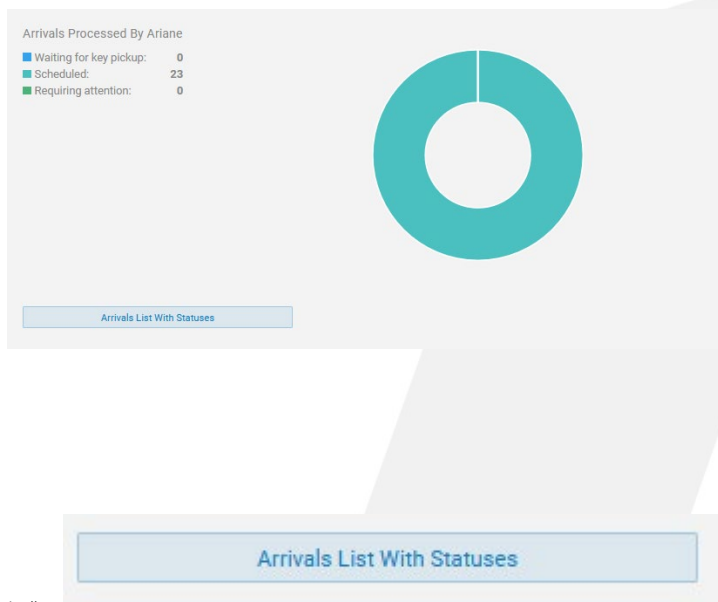 Arrivals Processed By Ariane
Waiting for key pickup: 0
Scheduled: 23
Requiring attention: 0
Arrivals List With Statuses
Arrivals List With Statuses